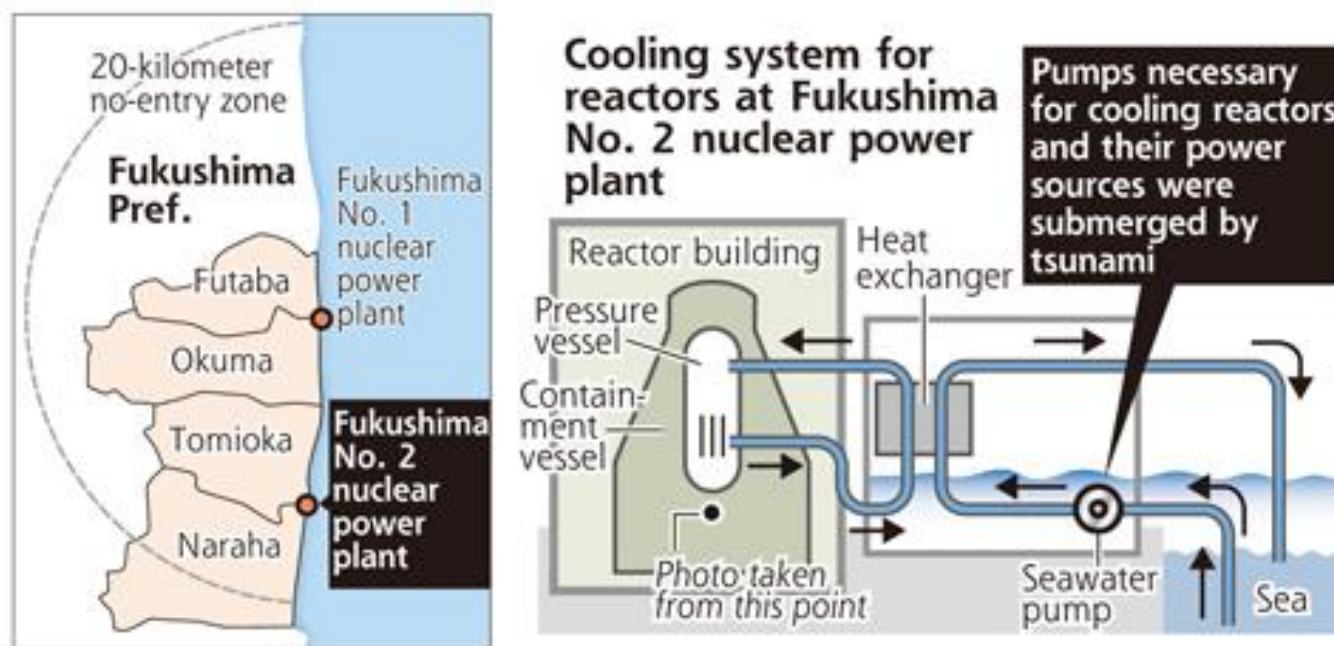 20-kilometer
no-entry zone
Fukushima
Pref.
Fukushima
No. 1
nuclear
power
plant
Futaba
Okuma
Tomioka
Fukushima
No. 2
nuclear
power
plant
Naraha
Cooling system for
reactors at Fukushima
No. 2 nuclear power
plant
Pumps necessary
for cooling reactors
and their power
sources were
submerged by
tsunami
Reactor building
Heat
exchanger
Pressure
vessel
Contain-
ment
vessel
Photo taken
from this point
Seawater
pump
Sea